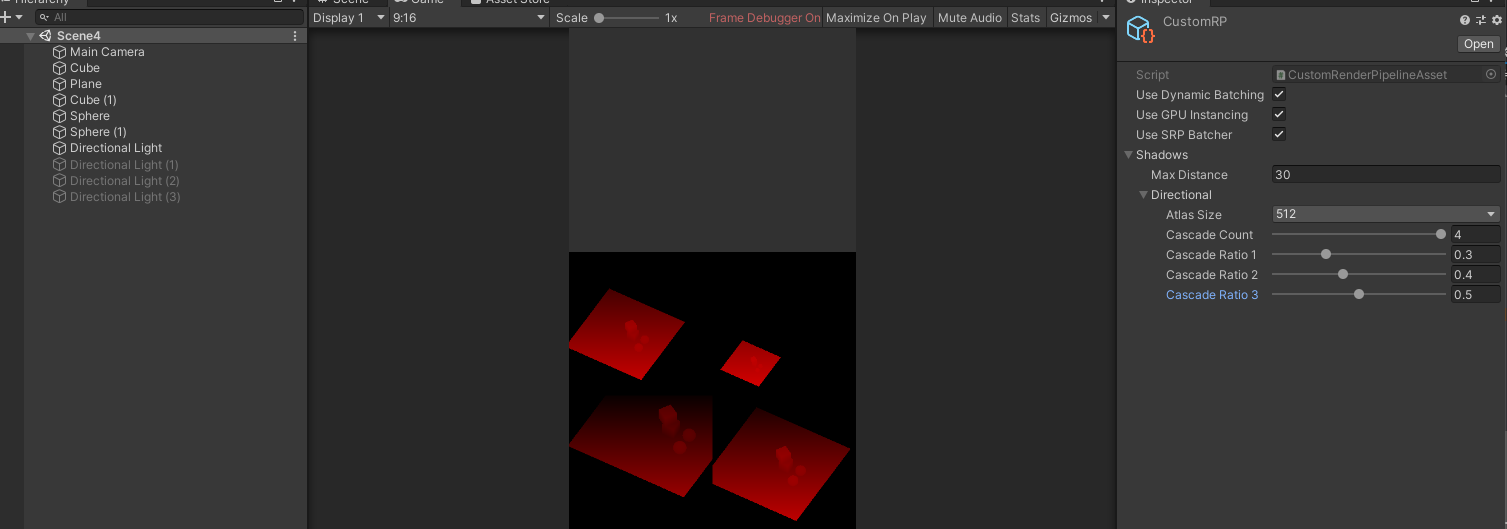 Hierarchy
All
Scene4
Main Camera
Cube
Plane
Cube (1)
Sphere
Sphere (1)
Directional Light
Directional Light (1)
Directional Light (2)
Directional Light (3)
Scene Game Asset Store
Display 1 9:16 Scale 1x Frame Debugger On Maximize On Play Mute Audio Stats Gizmos
Inspector
CustomRP
Open
Script CustomRenderPipelineAsset
Use Dynamic Batching
Use GPU Instancing
Use SRP Batcher
Shadows
Max Distance 30
Directional
Atlas Size 512
Cascade Count 4
Cascade Ratio 1 0.3
Cascade Ratio 2 0.4
Cascade Ratio 3 0.5